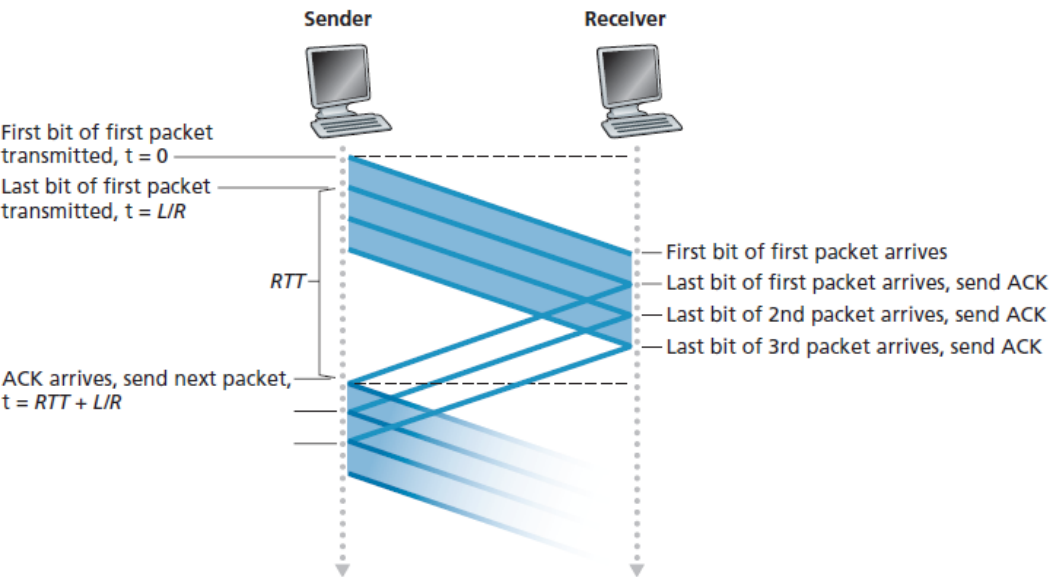 Sender
Receiver
First bit of first packet
transmitted, t = 0
Last bit of first packet
transmitted, t = L/R
First bit of first packet arrives
RTT
Last bit of first packet arrives, send ACK
Last bit of 2nd packet arrives, send ACK
Last bit of 3rd packet arrives, send ACK
ACK arrives, send next packet,
t = RTT + L/R